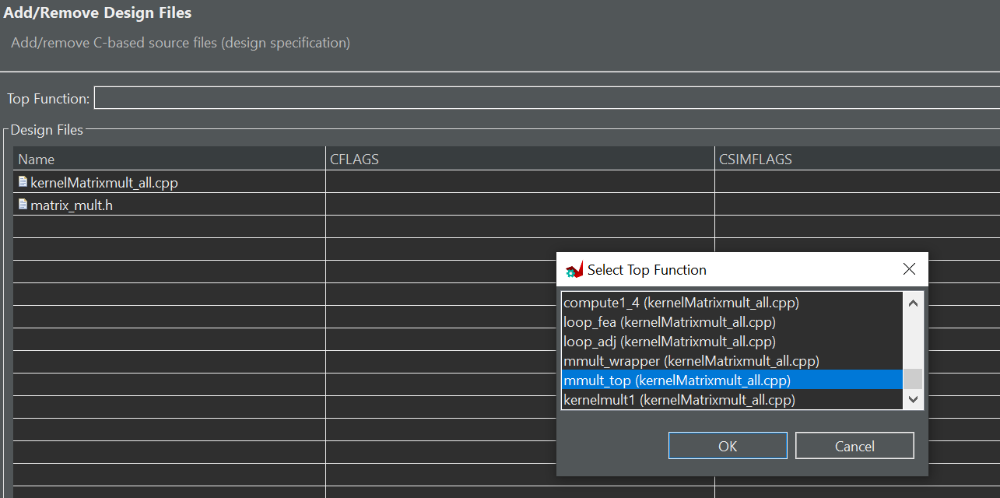 Add/Remove Design Files
Add/remove C-based source files (design specification)
Top Function:
Design Files
Name CFLAGS CSIMFLAGS
kernelMatrixmult_all.cpp
matrix_mult.h
Select Top Function
compute1_4 (kernelMatrixmult_all.cpp)
loop_fea (kernelMatrixmult_all.cpp)
loop_adj (kernelMatrixmult_all.cpp)
mmult_wrapper (kernelMatrixmult_all.cpp)
mmult_top (kernelMatrixmult_all.cpp)
kernelmult1 (kernelMatrixmult_all.cpp)
OK Cancel